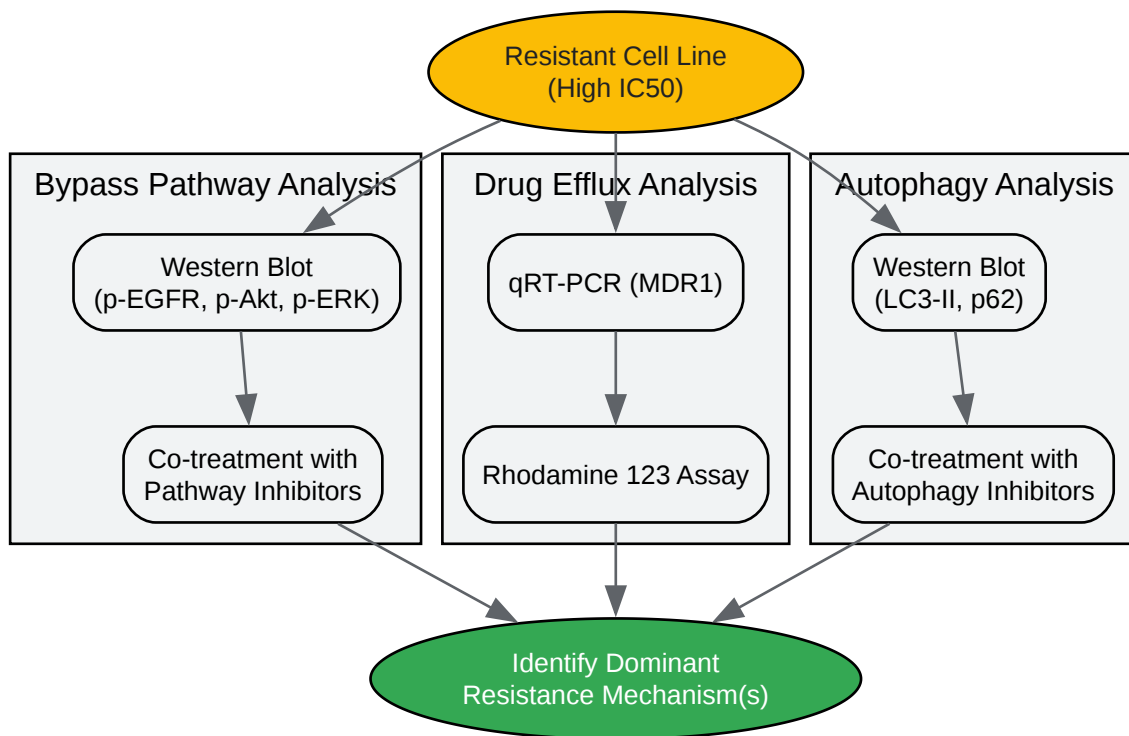 Resistant Cell Line
(High IC50)
Bypass Pathway Analysis
Western Blot
(p-EGFR, p-Akt, p-ERK)
Co-treatment with
Pathway Inhibitors
Drug Efflux Analysis
qRT-PCR (MDR1)
Rhodamine 123 Assay
Autophagy Analysis
Western Blot
(LC3-II, p62)
Co-treatment with
Autophagy Inhibitors
Identify Dominant
Resistance Mechanism(s)